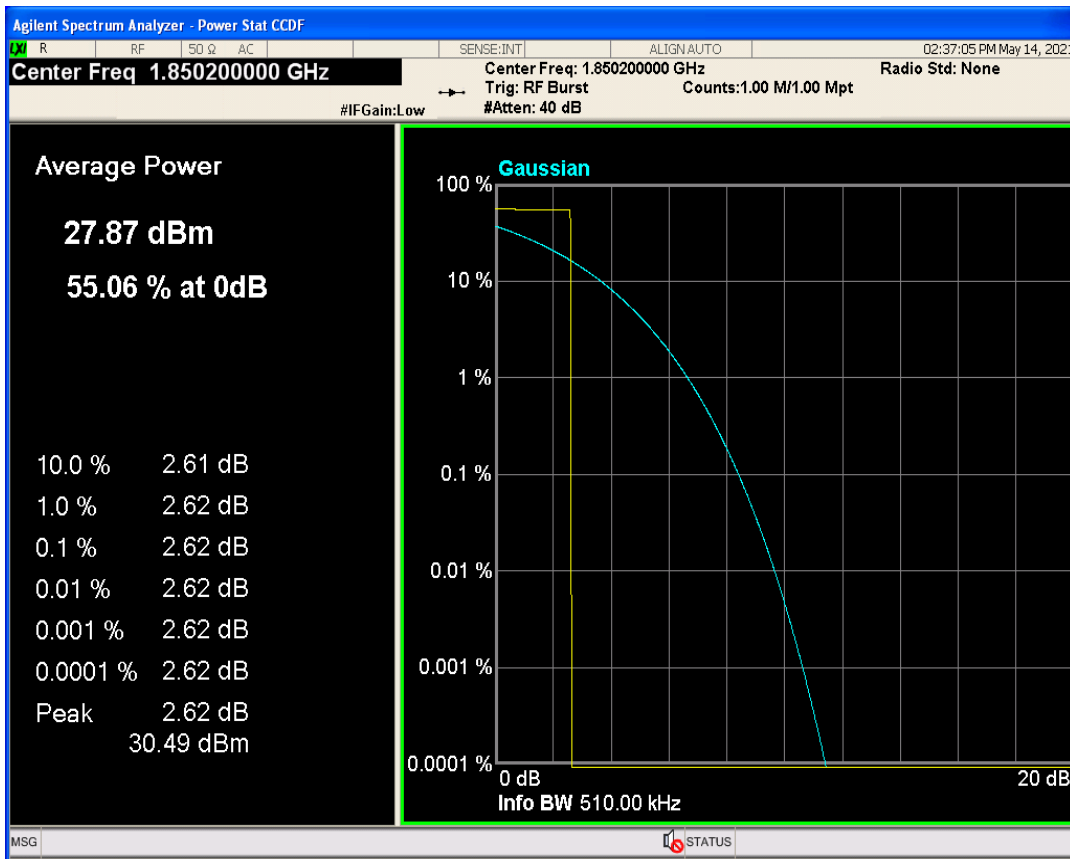 Agilent Spectrum Analyzer - Power Stat CCDF
LXI R RF 50 Ω AC SENSE:INT ALIGN AUTO 02:37:05 PM May 14, 2021
Center Freq 1.850200000 GHz
Center Freq: 1.850200000 GHz Radio Std: None
Trig: RF Burst Counts:1.00 M/1.00 Mpt
#IFGain:Low #Atten: 40 dB
Average Power
27.87 dBm
55.06 % at 0dB
10.0 % 2.61 dB
1.0 % 2.62 dB
0.1 % 2.62 dB
0.01 % 2.62 dB
0.001 % 2.62 dB
0.0001 % 2.62 dB
Peak 2.62 dB
30.49 dBm
Gaussian
100 %
10 %
1 %
0.1 %
0.01 %
0.001 %
0.0001 %
0 dB 20 dB
Info BW 510.00 kHz
MSG STATUS